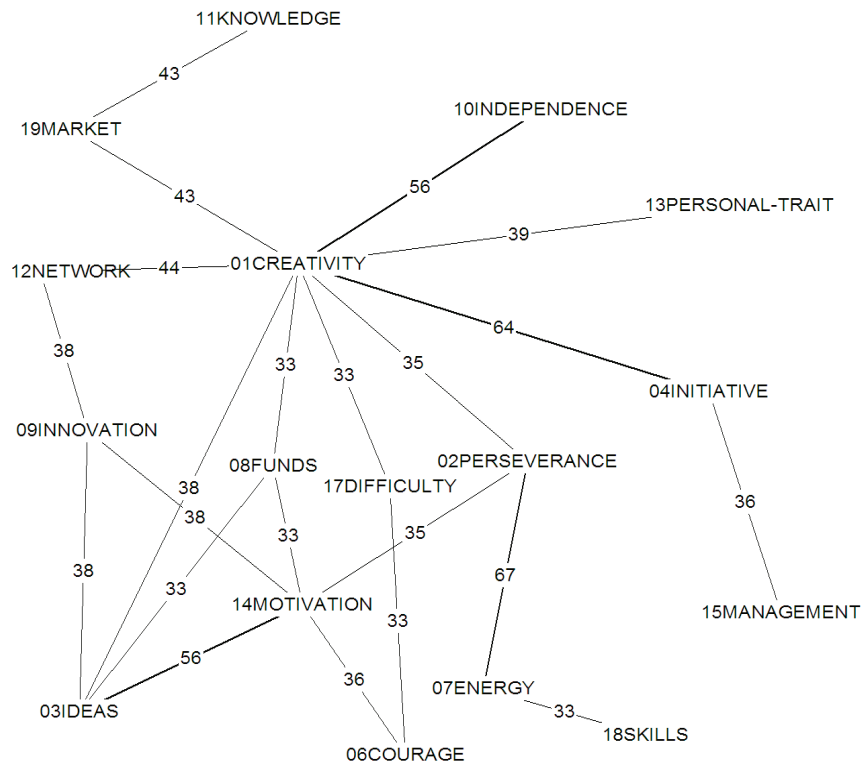 11KNOWLEDGE
43
10INDEPENDENCE
19MARKET
56
43
13PERSONAL-TRAIT
39
01CREATIVITY
44
12NETWORK
64
38
33
33
35
04INITIATIVE
09INNOVATION
08FUNDS
02PERSEVERANCE
17DIFFICULTY
38
36
38
33
35
38
67
33
14MOTIVATION
15MANAGEMENT
33
56
36
07ENERGY
03IDEAS
33
18SKILLS
06COURAGE